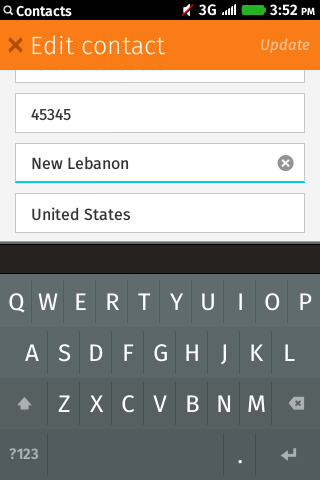 Contacts 3G 3:52 PM
Edit contact Update
45345
New Lebanon
United States
Q W E R T Y U I O P
A S D F G H J K L
Z X C V B N M
?123 .